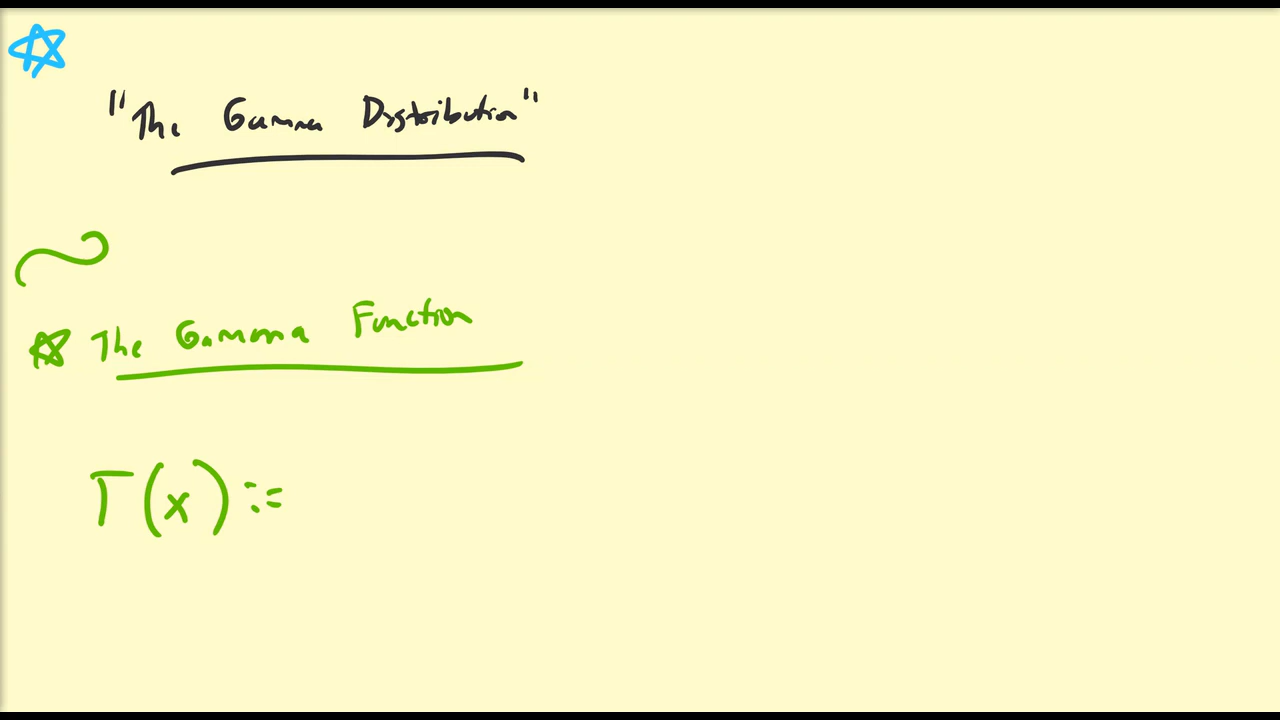 "The Gamma Distribution"
The Gamma Function
Γ(x) :=